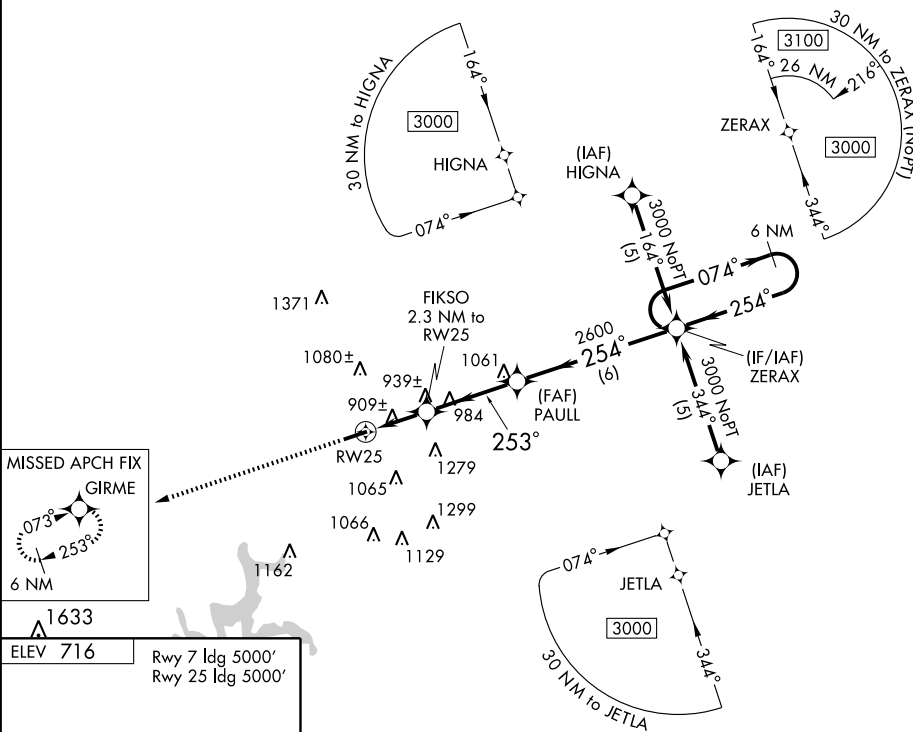 30 NM to HIGNA
164°
3000
HIGNA
074°
30 NM to ZERAX (NoPT)
3100
164°
26 NM
216°
ZERAX
3000
344°
(IAF)
HIGNA
3000 NoPT
164°
(5)
6 NM
074°
254°
2600
254°
(6)
(IF/IAF)
ZERAX
3000 NoPT
344°
(5)
(IAF)
JETLA
1371
FIKSO
2.3 NM to
RW25
1080±
939±
1061
909±
984
(FAF)
PAULL
253°
RW25
1279
1065
1299
1066
1129
1162
MISSED APCH FIX
GIRME
073°
253°
6 NM
1633
074°
JETLA
3000
344°
30 NM to JETLA
ELEV 716
Rwy 7 ldg 5000'
Rwy 25 ldg 5000'